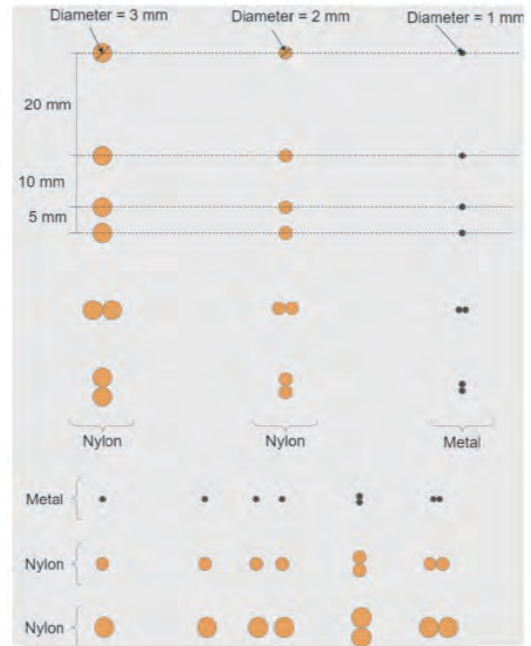 Diameter = 3 mm
Diameter = 2 mm
Diameter = 1 mm
20 mm
10 mm
5 mm
Nylon
Nylon
Metal
Metal
Nylon
Nylon